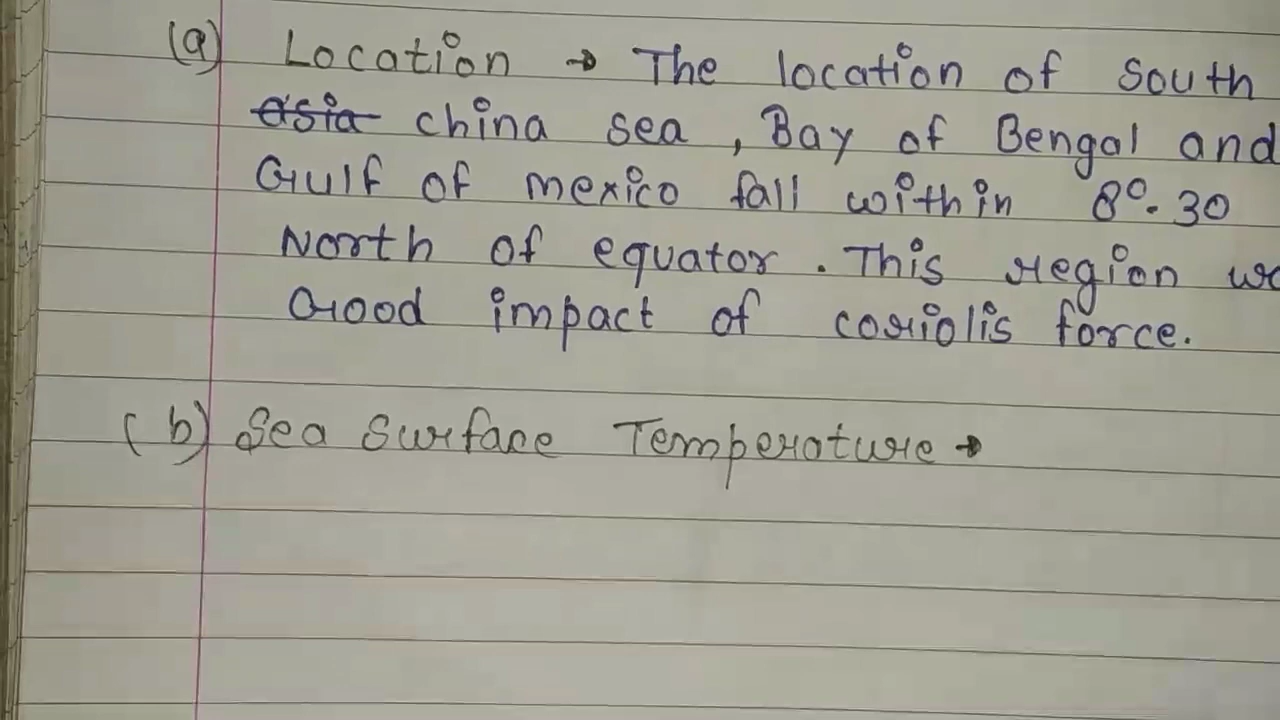 (a) Location → The location of South
asia china sea, Bay of Bengal and
Gulf of mexico fall within 8°-30
North of equator. This region
Good impact of coriolis force.
(b) Sea Surface Temperature →